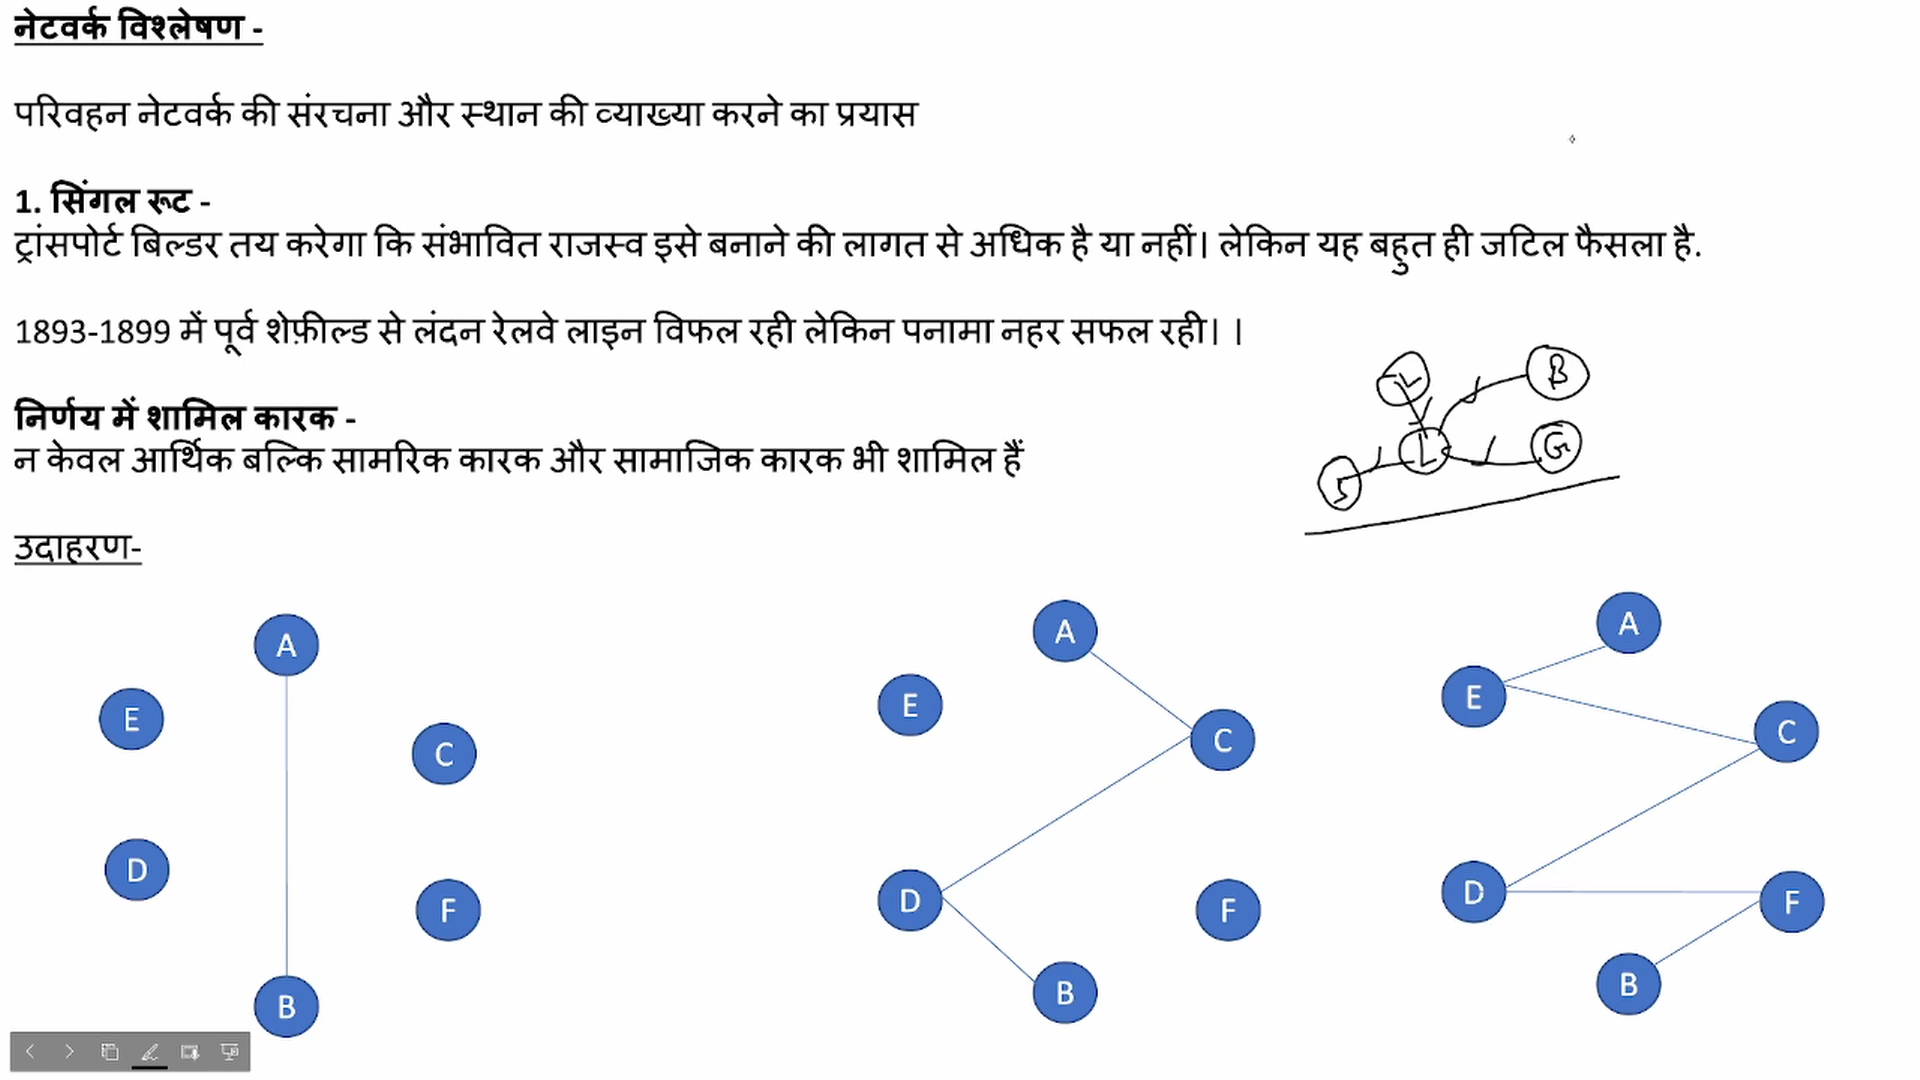 नेटवर्क विश्लेषण -
परिवहन नेटवर्क की संरचना और स्थान की व्याख्या करने का प्रयास
1. सिंगल रूट -
ट्रांसपोर्ट बिल्डर तय करेगा कि संभावित राजस्व इसे बनाने की लागत से अधिक है या नहीं। लेकिन यह बहुत ही जटिल फैसला है.
1893-1899 में पूर्व शेफ़ील्ड से लंदन रेलवे लाइन विफल रही लेकिन पनामा नहर सफल रही। ।
निर्णय में शामिल कारक -
न केवल आर्थिक बल्कि सामरिक कारक और सामाजिक कारक भी शामिल हैं
B
L
G
S
उदाहरण-
A
E
C
D
F
B
A
E
C
D
F
B
A
E
C
D
F
B